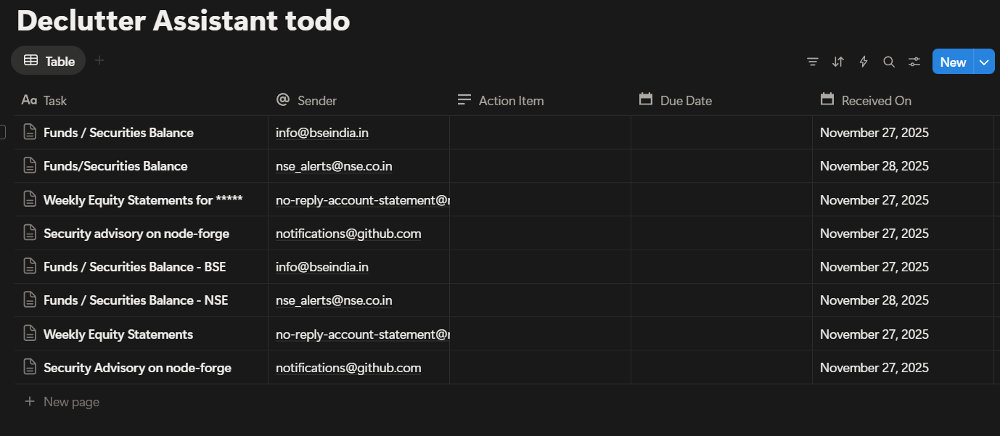 Declutter Assistant todo
Table
New
Aa Task @ Sender Action Item Due Date Received On
Funds / Securities Balance info@bseindia.in November 27, 2025
Funds/Securities Balance nse_alerts@nse.co.in November 28, 2025
Weekly Equity Statements for ***** no-reply-account-statement@ November 27, 2025
Security advisory on node-forge notifications@github.com November 27, 2025
Funds / Securities Balance - BSE info@bseindia.in November 27, 2025
Funds / Securities Balance - NSE nse_alerts@nse.co.in November 28, 2025
Weekly Equity Statements no-reply-account-statement@ November 27, 2025
Security Advisory on node-forge notifications@github.com November 27, 2025
+ New page